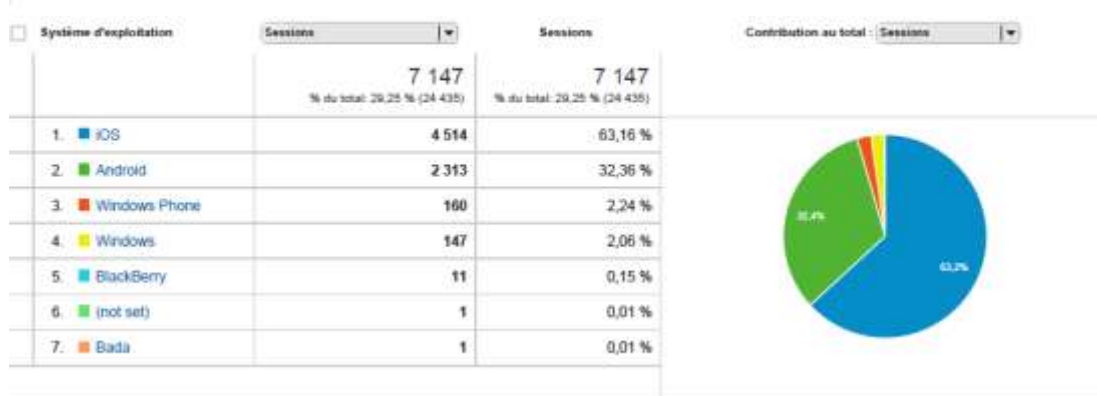 Système d'exploitation Sessions Sessions Contribution au total : Sessions
7 147 7 147
% du total: 29,25 % (24 435) % du total: 29,25 % (24 435)
1. iOS 4 514 63,16 %
2. Android 2 313 32,36 %
3. Windows Phone 160 2,24 %
4. Windows 147 2,06 %
5. BlackBerry 11 0,15 %
6. (not set) 1 0,01 %
7. Bada 1 0,01 %
32,4%
63,2%